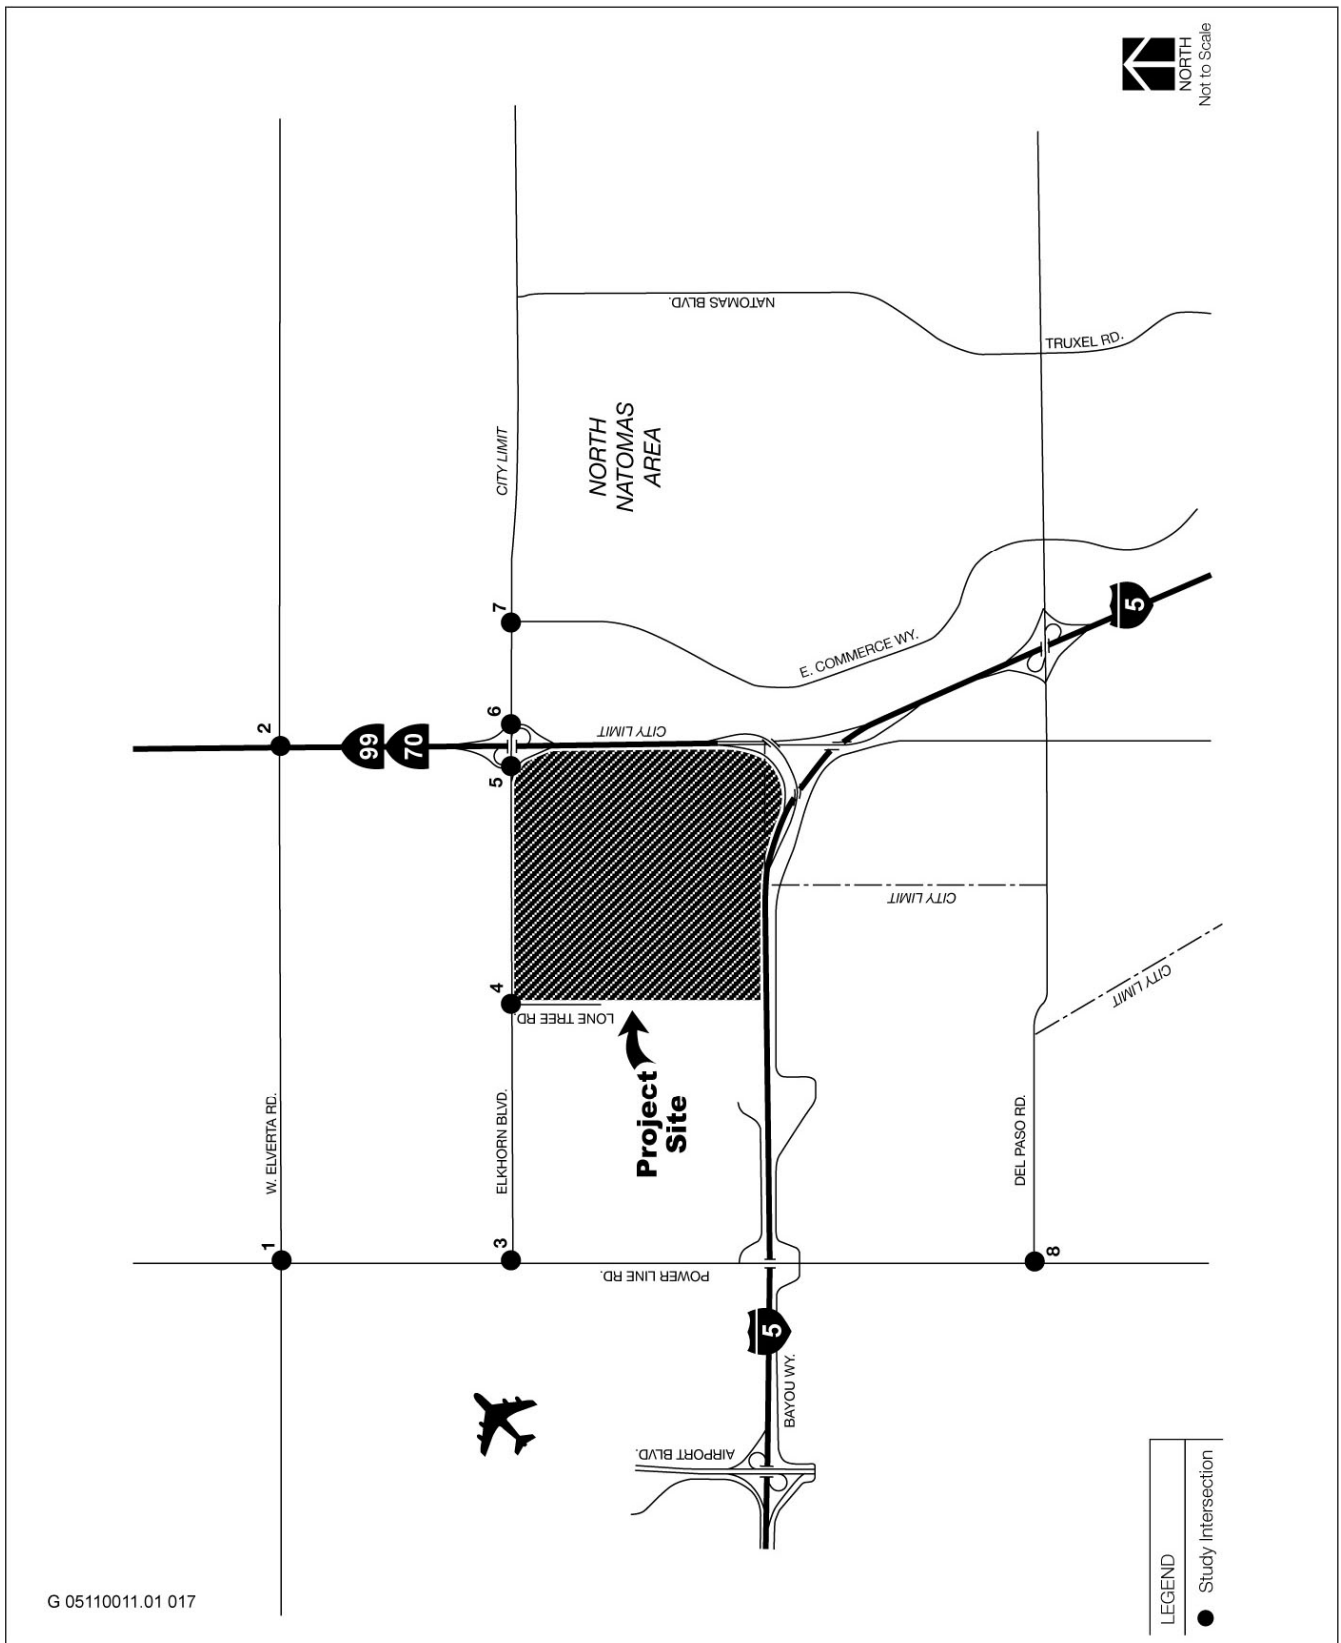 NORTH
Not to Scale
W. ELVERTA RD.
1
2
99
70
ELKHORN BLVD.
CITY LIMIT
3
4
5
6
7
LONE TREE RD.
Project
Site
CITY LIMIT
NORTH
NATOMAS
AREA
NATOMAS BLVD.
TRUXEL RD.
E. COMMERCE WY.
POWER LINE RD.
AIRPORT BLVD.
5
BAYOU WY.
CITY LIMIT
5
DEL PASO RD.
CITY LIMIT
8
LEGEND
Study Intersection
G 05110011.01 017